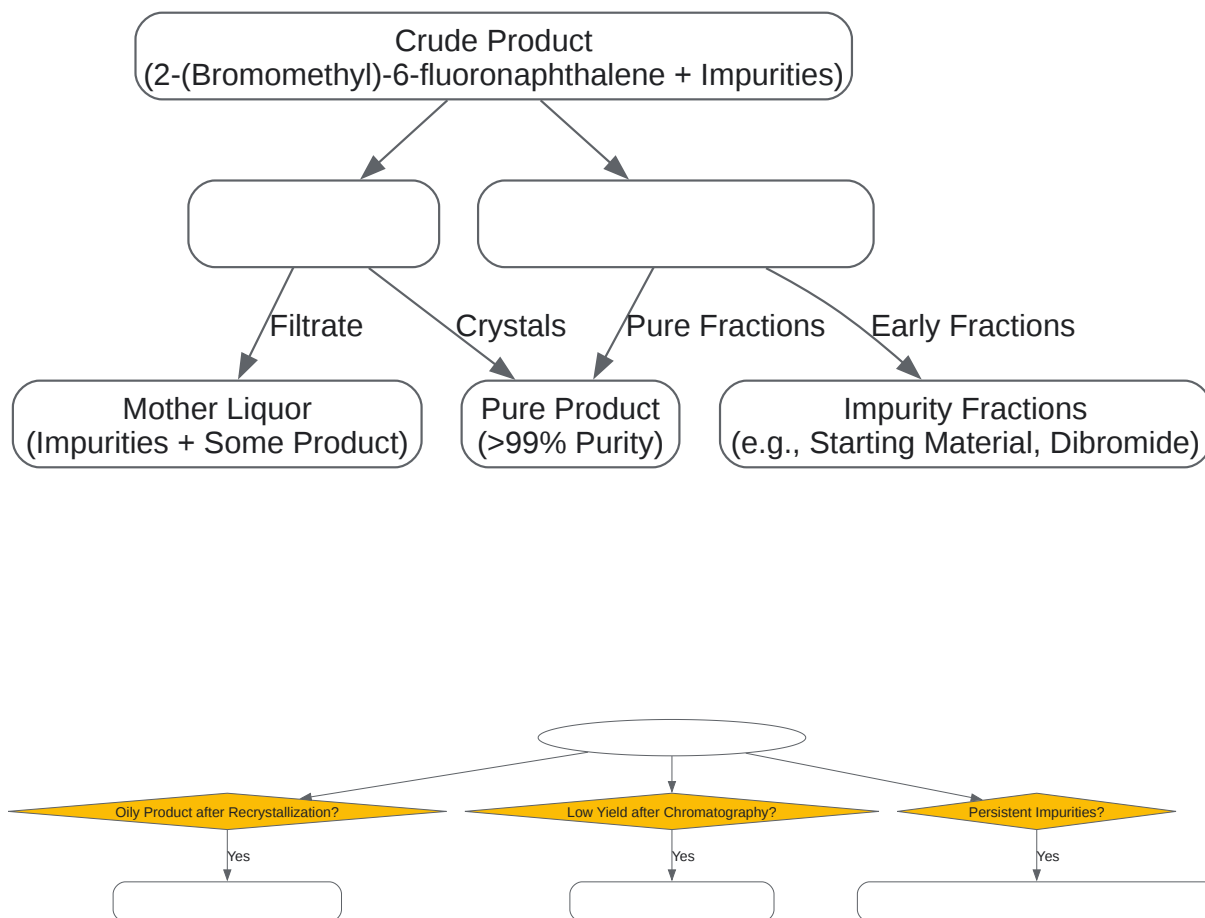 Crude Product
(2-(Bromomethyl)-6-fluoronaphthalene + Impurities)
Filtrate
Crystals
Pure Fractions
Early Fractions
Mother Liquor
(Impurities + Some Product)
Pure Product
(>99% Purity)
Impurity Fractions
(e.g., Starting Material, Dibromide)
Oily Product after Recrystallization?
Low Yield after Chromatography?
Persistent Impurities?
Yes
Yes
Yes